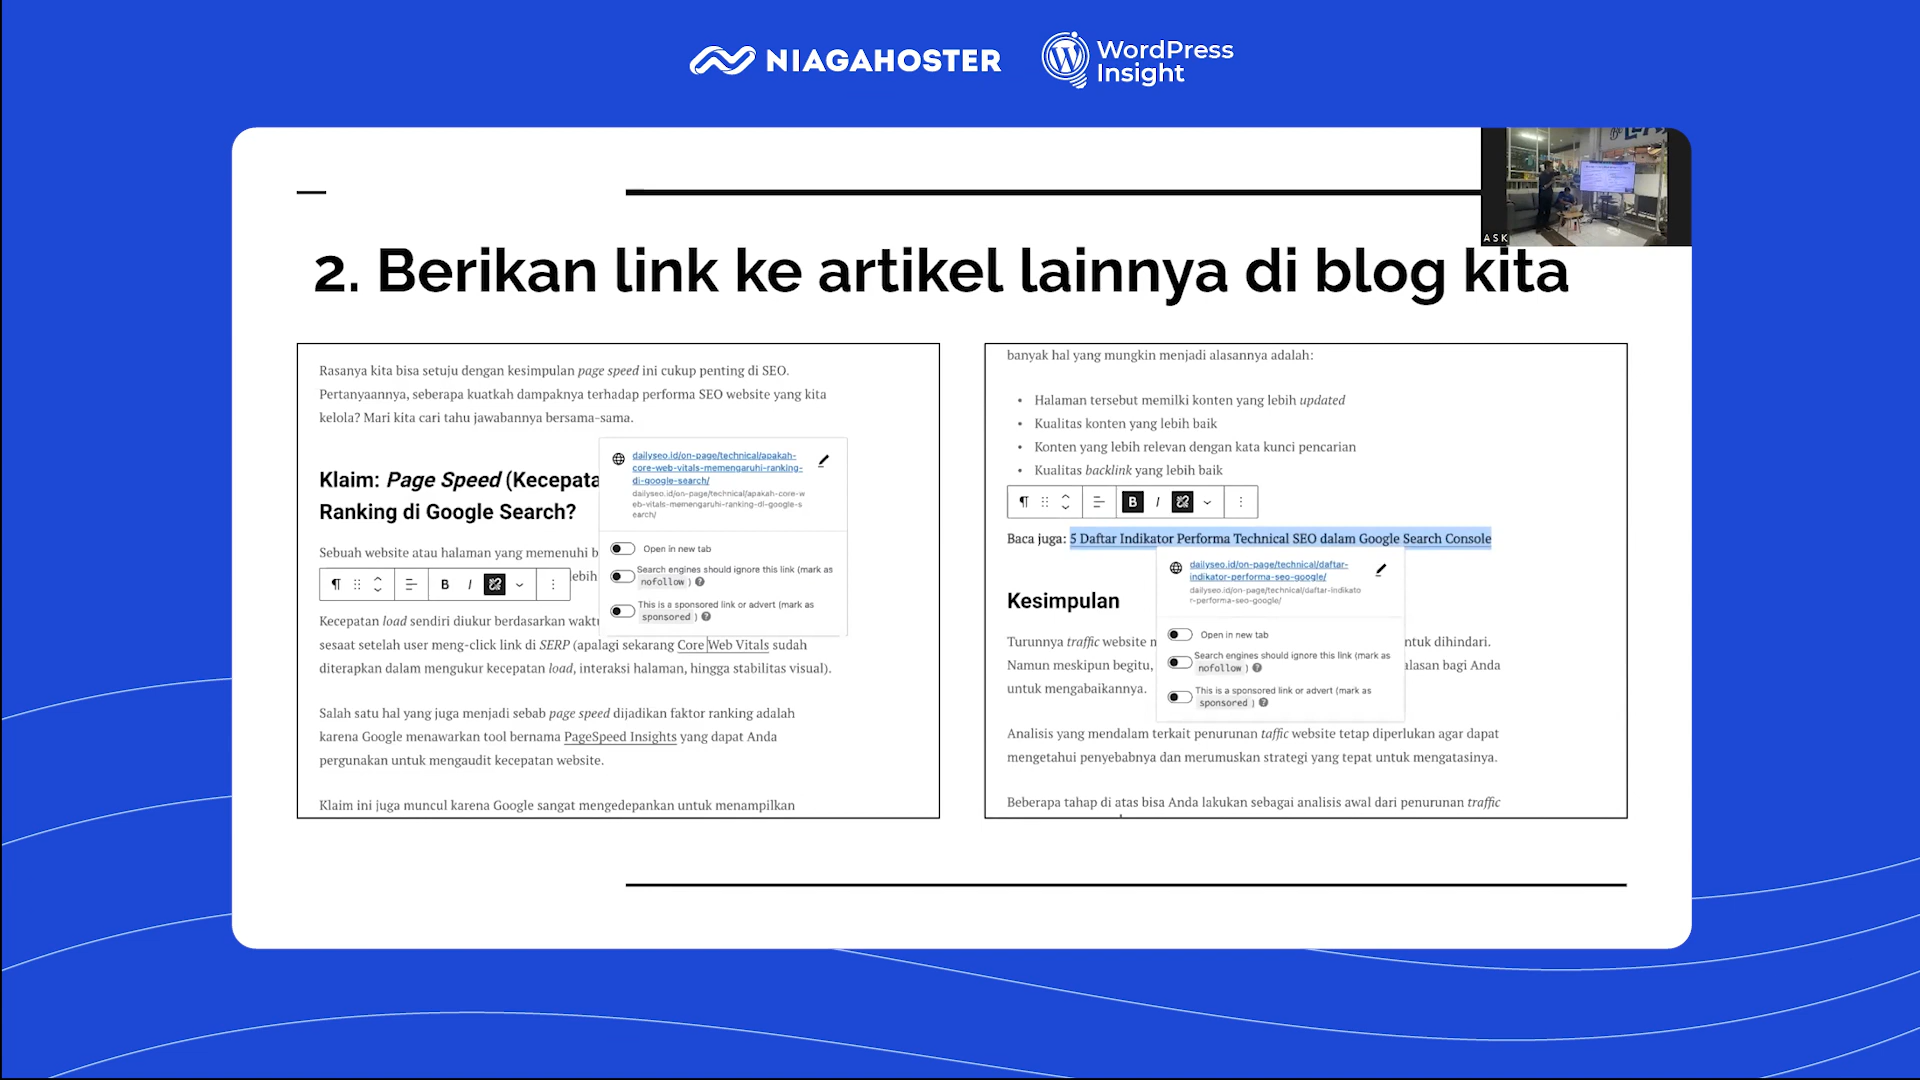 NIAGAHOSTER
WordPress
Insight
ASK
2. Berikan link ke artikel lainnya di blog kita
Rasanya kita bisa setuju dengan kesimpulan page speed ini cukup penting di SEO.
Pertanyaannya, seberapa kuatkah dampaknya terhadap performa SEO website yang kita
kelola? Mari kita cari tahu jawabannya bersama-sama.
dailyseo.id/on-page/technical/apakah-
core-web-vitals-memengaruhi-ranking-
di-google-search/
dailyseo.id/on-page/technical/apakah-core-w
eb-vitals-memengaruhi-ranking-di-google-s
earch/
Klaim: Page Speed (Kecepata
Ranking di Google Search?
Open in new tab
Search engines should ignore this link (mark as
nofollow )
This is a sponsored link or advert (mark as
sponsored )
Sebuah website atau halaman yang memenuhi b
B I
ebih
Kecepatan load sendiri diukur berdasarkan waktu
sesaat setelah user meng-click link di SERP (apalagi sekarang Core Web Vitals sudah
diterapkan dalam mengukur kecepatan load, interaksi halaman, hingga stabilitas visual).
Salah satu hal yang juga menjadi sebab page speed dijadikan faktor ranking adalah
karena Google menawarkan tool bernama PageSpeed Insights yang dapat Anda
pergunakan untuk mengaudit kecepatan website.
Klaim ini juga muncul karena Google sangat mengedepankan untuk menampilkan
banyak hal yang mungkin menjadi alasannya adalah:
• Halaman tersebut memilki konten yang lebih updated
• Kualitas konten yang lebih baik
• Konten yang lebih relevan dengan kata kunci pencarian
• Kualitas backlink yang lebih baik
B I
Baca juga: 5 Daftar Indikator Performa Technical SEO dalam Google Search Console
dailyseo.id/on-page/technical/daftar-
indikator-performa-seo-google/
dailyseo.id/on-page/technical/daftar-indikato
r-performa-seo-google/
Open in new tab
Search engines should ignore this link (mark as
nofollow )
This is a sponsored link or advert (mark as
sponsored )
Kesimpulan
Turunnya traffic website m ntuk dihindari.
Namun meskipun begitu, alasan bagi Anda
untuk mengabaikannya.
Analisis yang mendalam terkait penurunan taffic website tetap diperlukan agar dapat
mengetahui penyebabnya dan merumuskan strategi yang tepat untuk mengatasinya.
Beberapa tahap di atas bisa Anda lakukan sebagai analisis awal dari penurunan traffic